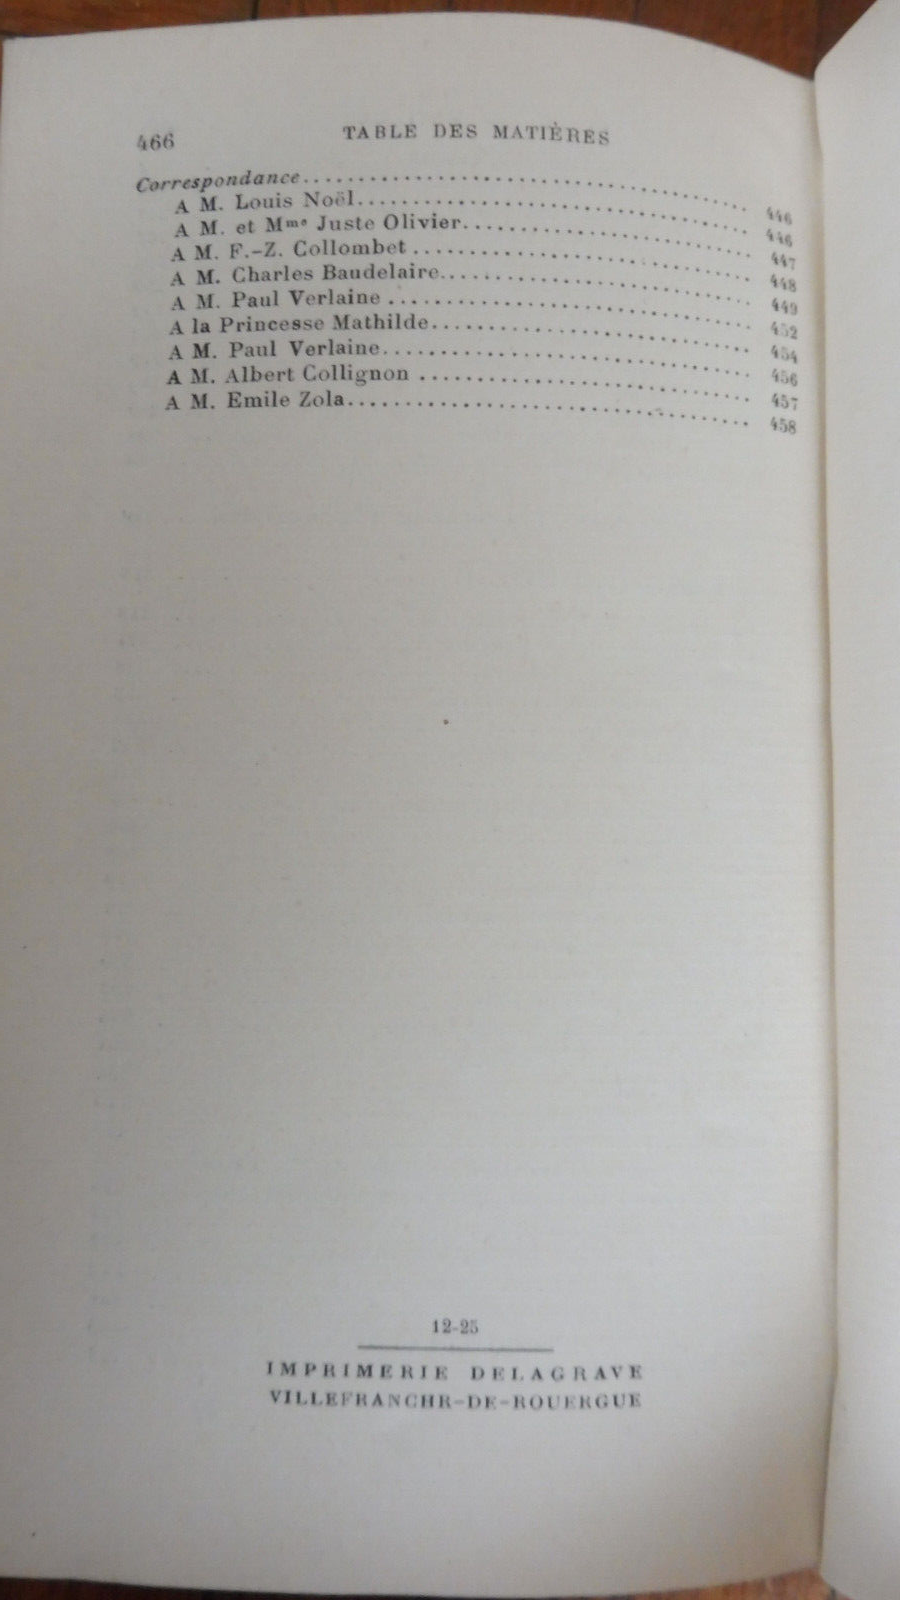 466 TABLE DES MATIÈRES
Correspondance........................................ 446
A M. Louis Noël........................................ 446
A M. et Mme Juste Olivier........................................ 447
A M. F.-Z. Collombet........................................ 448
A M. Charles Baudelaire........................................ 449
A M. Paul Verlaine ........................................ 452
A la Princesse Mathilde........................................ 454
A M. Paul Verlaine........................................ 456
A M. Albert Collignon ........................................ 457
A M. Emile Zola........................................ 458
12-25
IMPRIMERIE DELAGRAVE
VILLEFRANCHE-DE-ROUERGUE